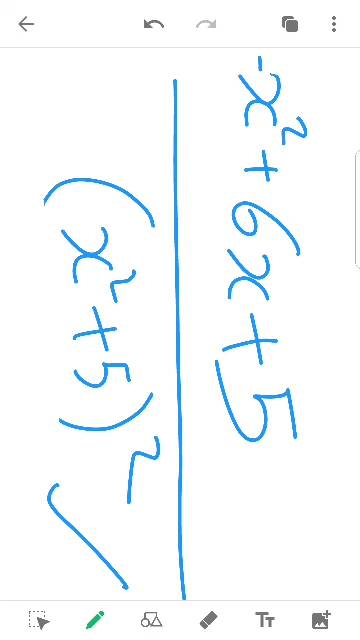 -x² + 6x + 5
(x² + 5)² ✓